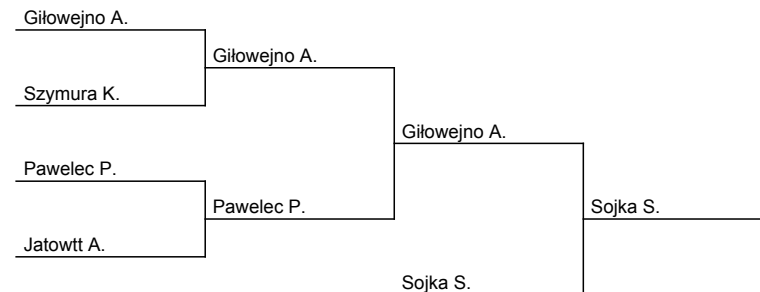 Giłowejno A.
Giłowejno A.
Szymura K.
Giłowejno A.
Pawelec P.
Pawelec P.
Sojka S.
Jatowtt A.
Sojka S.